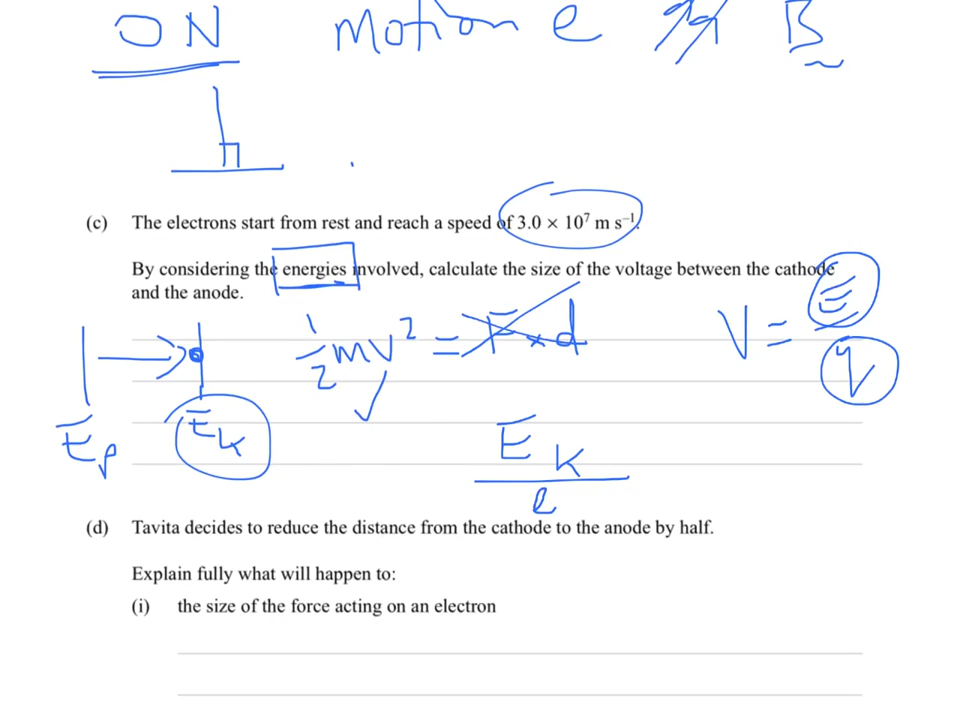 ON Motion e B
h
(c) The electrons start from rest and reach a speed of 3.0 × 10⁷ m s⁻¹.
By considering the energies involved, calculate the size of the voltage between the cathode
and the anode.
½mv² = F×d V = E/q
Ep Ek
Ek/e
(d) Tavita decides to reduce the distance from the cathode to the anode by half.
Explain fully what will happen to:
(i) the size of the force acting on an electron